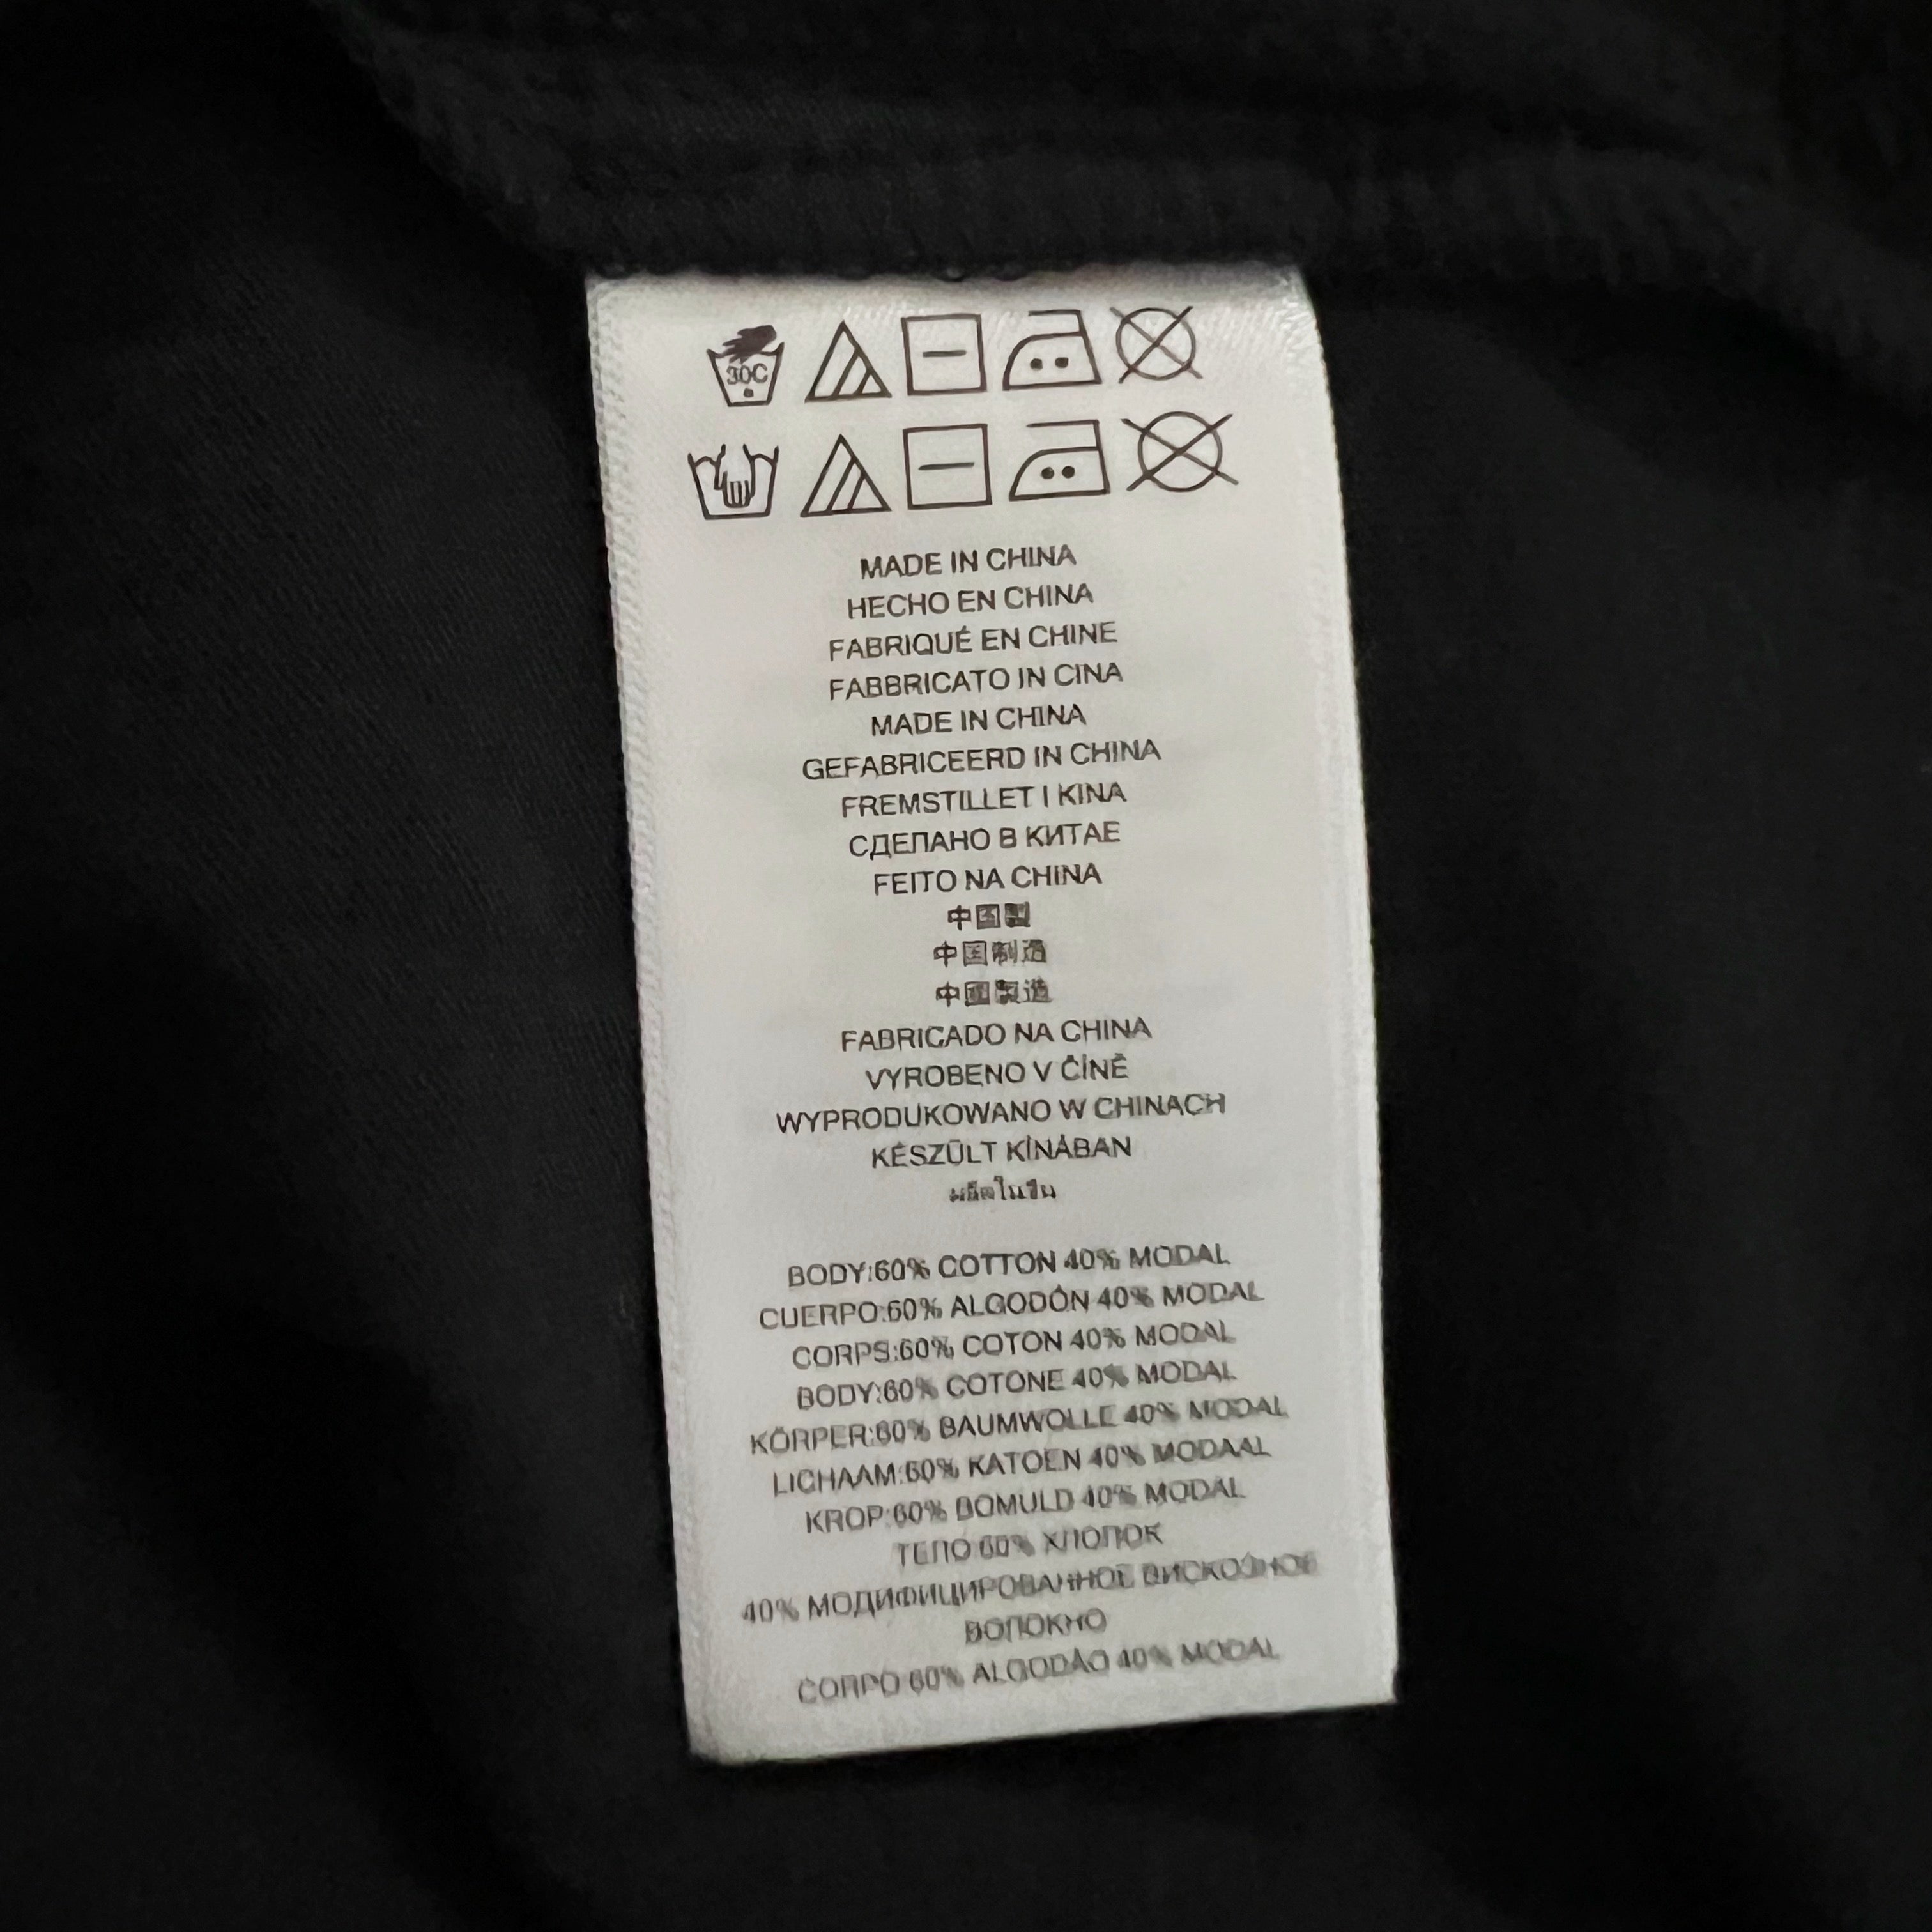 30C
MADE IN CHINA
HECHO EN CHINA
FABRIQUÉ EN CHINE
FABBRICATO IN CINA
MADE IN CHINA
GEFABRICEERD IN CHINA
FREMSTILLET I KINA
СДЕЛАНО В КИТАЕ
FEITO NA CHINA
中国製
中国制造
中國製造
FABRICADO NA CHINA
VYROBENO V ČÍNĚ
WYPRODUKOWANO W CHINACH
KÉSZÜLT KÍNÁBAN
ผลิตในจีน
BODY:60% COTTON 40% MODAL
CUERPO:60% ALGODÓN 40% MODAL
CORPS:60% COTON 40% MODAL
BODY:60% COTONE 40% MODAL
KÖRPER:60% BAUMWOLLE 40% MODAL
LICHAAM:60% KATOEN 40% MODAAL
KROP:60% BOMULD 40% MODAL
ТЕЛО 60% ХЛОПОК
40% МОДИФИЦИРОВАННОЕ ВИСКОЗНОЕ
ВОЛОКНО
CORPO 60% ALGODÃO 40% MODAL